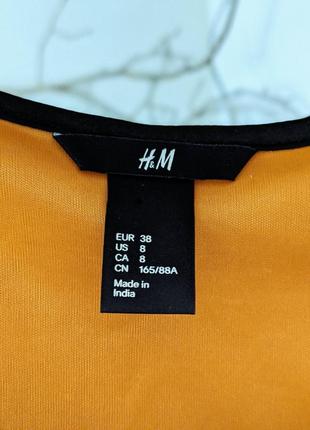 H&M
EUR 38
US 8
CA 8
CN 165/88A
Made in
India